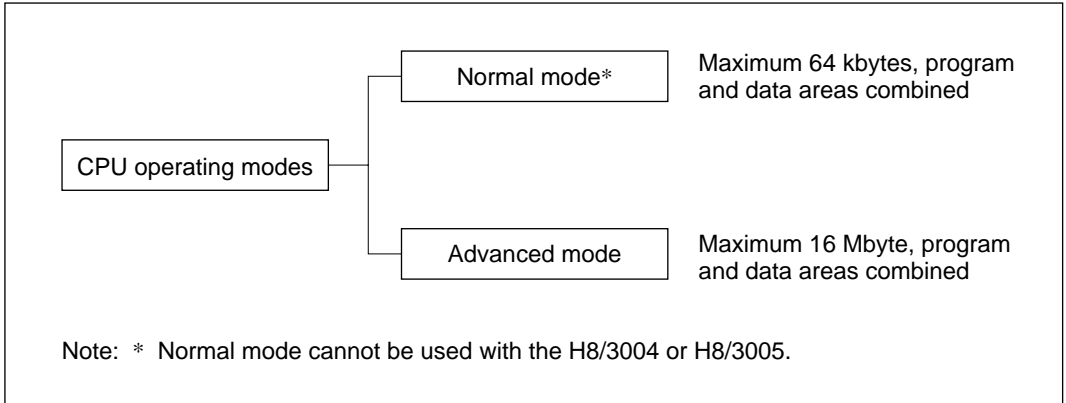 Normal mode*
Maximum 64 kbytes, program
and data areas combined
CPU operating modes
Advanced mode
Maximum 16 Mbyte, program
and data areas combined
Note: * Normal mode cannot be used with the H8/3004 or H8/3005.